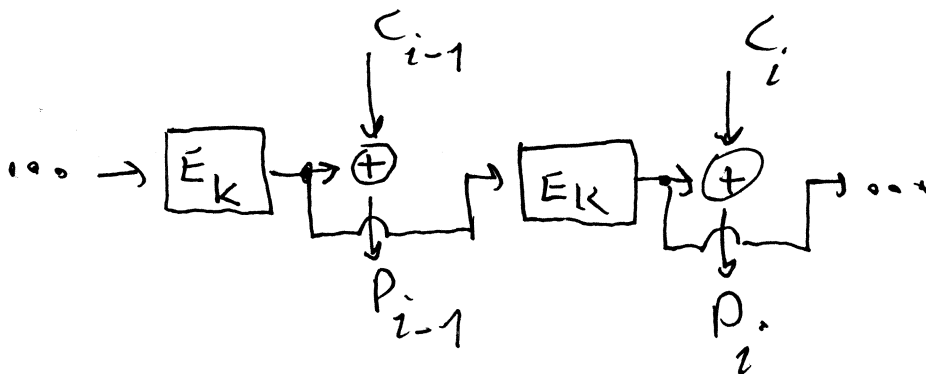 C_{i-1} C_i
... E_K + E_K + ...
P_{i-1} P_i